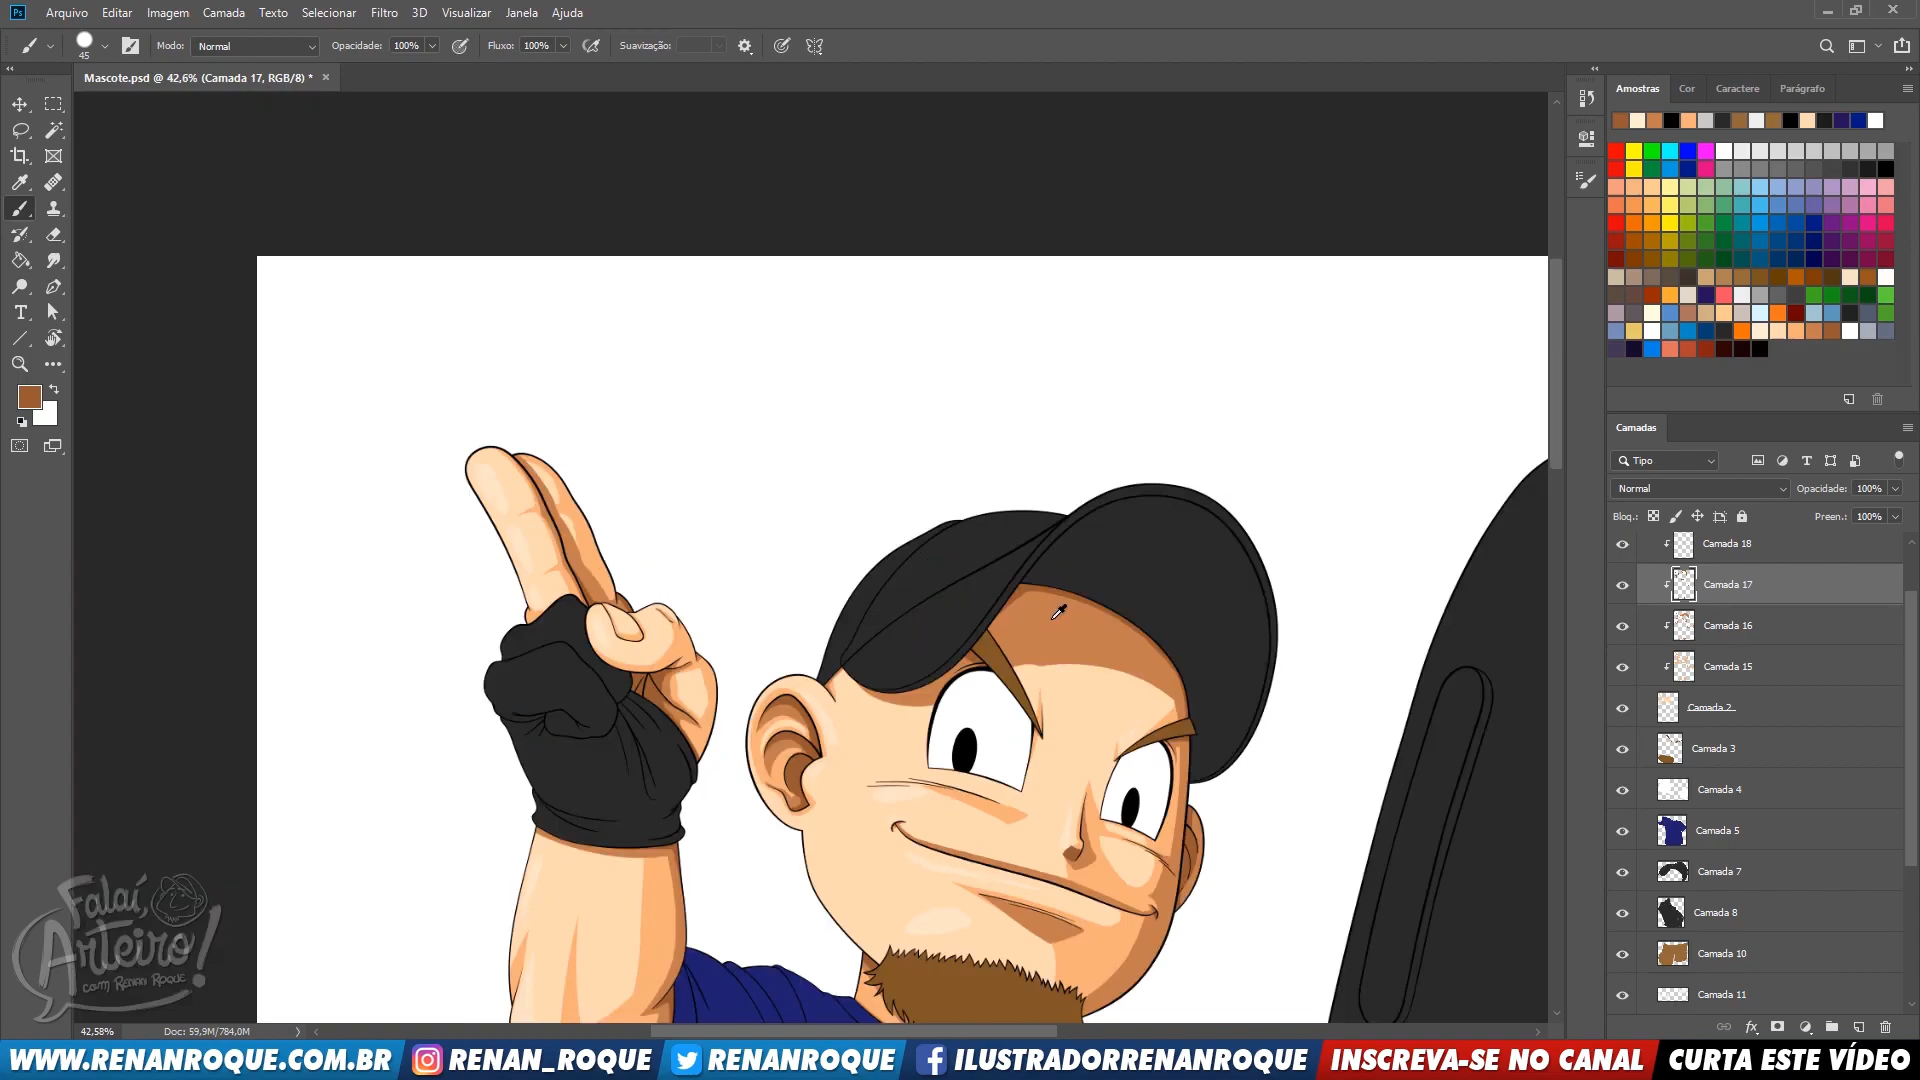 Ps Arquivo Editar Imagem Camada Texto Selecionar Filtro 3D Visualizar Janela Ajuda
45 Modo: Normal Opacidade: 100% Fluxo: 100% Suavização:
Mascote.psd @ 42,6% (Camada 17, RGB/8) *
Amostras Cor Caractere Parágrafo
Camadas
Tipo
Normal Opacidade: 100%
Bloq.: Preen.: 100%
Camada 18
Camada 17
Camada 16
Camada 15
Camada 2
Camada 3
Camada 4
Camada 5
Camada 7
Camada 8
Camada 10
Camada 11
Falaí,
Arteiro!
com Renan Roque
42,58% Doc: 59,9M/784,0M
WWW.RENANROQUE.COM.BR RENAN_ROQUE RENANROQUE ILUSTRADORRENANROQUE INSCREVA-SE NO CANAL CURTA ESTE VÍDEO